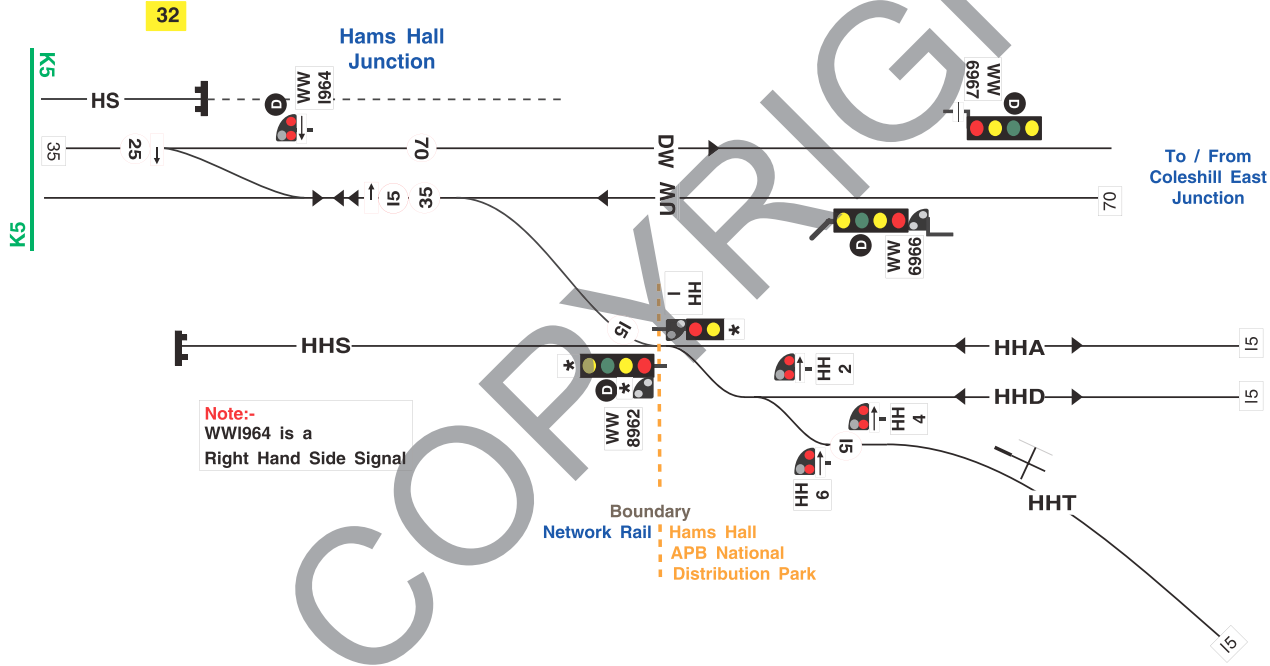 32
Hams Hall
Junction
K5
HS
D
WW
I964
WW
6967
D
35
25
70
DW
To / From
Coleshill East
Junction
I5
35
WU
70
K5
D
WW
6966
HH
I
I5
*
HHS
HHA
I5
*
D
*
WW
8962
HH
2
HHD
I5
Note:-
WWI964 is a
Right Hand Side Signal
HH
4
I5
HH
6
HHT
Boundary
Network Rail
Hams Hall
APB National
Distribution Park
I5
COPYRIG